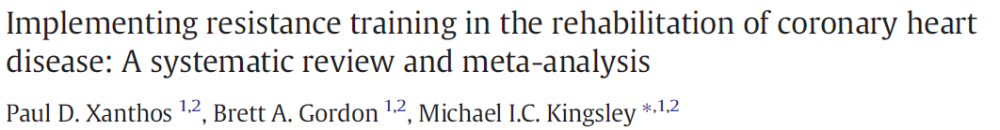 Implementing resistance training in the rehabilitation of coronary heart
disease: A systematic review and meta-analysis
Paul D. Xanthos 1,2, Brett A. Gordon 1,2, Michael I.C. Kingsley *,1,2